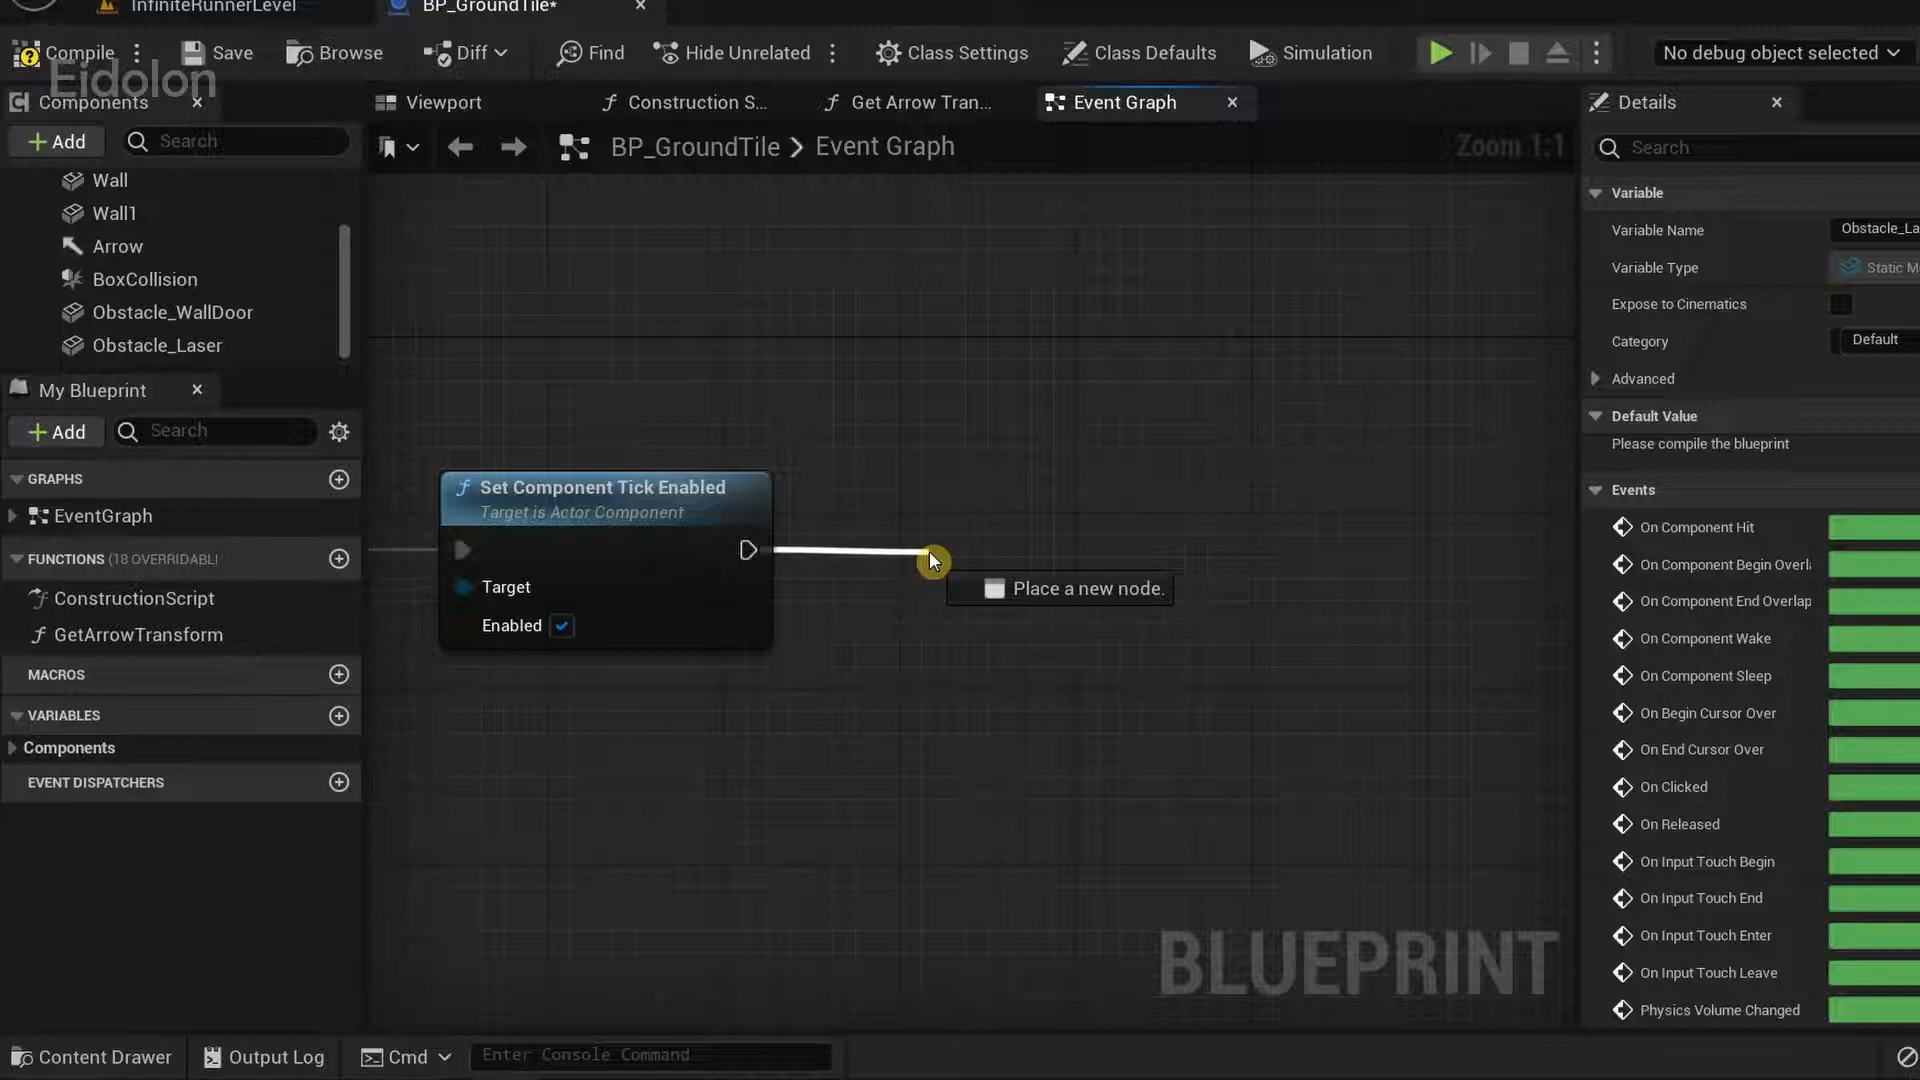 InfiniteRunnerLevel
BP_GroundTile*
Compile
Save
Browse
Diff
Find
Hide Unrelated
Class Settings
Class Defaults
Simulation
No debug object selected
Eidolon
Components
Viewport
Construction S...
Get Arrow Tran...
Event Graph
Details
Add
Search
BP_GroundTile > Event Graph
Zoom 1:1
Search
Wall
Wall1
Arrow
BoxCollision
Obstacle_WallDoor
Obstacle_Laser
Variable
Variable Name
Obstacle_La
Variable Type
Static M
Expose to Cinematics
Category
Default
Advanced
Default Value
Please compile the blueprint
My Blueprint
Add
Search
GRAPHS
EventGraph
FUNCTIONS (18 OVERRIDABLI
ConstructionScript
GetArrowTransform
MACROS
VARIABLES
Components
EVENT DISPATCHERS
Set Component Tick Enabled
Target is Actor Component
Target
Enabled
Place a new node.
Events
On Component Hit
On Component Begin Overl
On Component End Overlap
On Component Wake
On Component Sleep
On Begin Cursor Over
On End Cursor Over
On Clicked
On Released
On Input Touch Begin
On Input Touch End
On Input Touch Enter
On Input Touch Leave
Physics Volume Changed
BLUEPRINT
Content Drawer
Output Log
Cmd
Enter Console Command